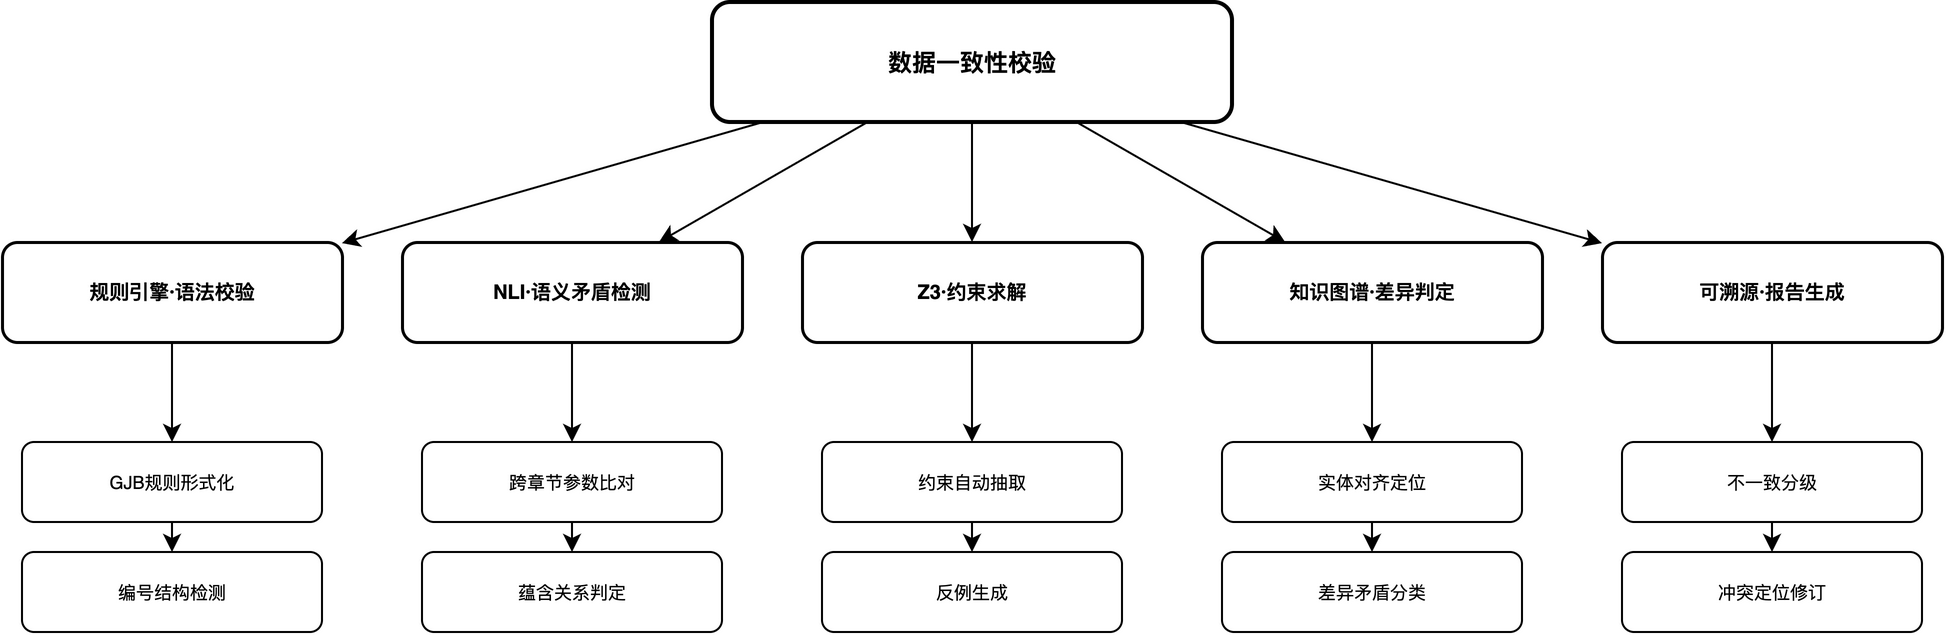 数据一致性校验
规则引擎·语法校验
NLI·语义矛盾检测
Z3·约束求解
知识图谱·差异判定
可溯源·报告生成
GJB规则形式化
跨章节参数比对
约束自动抽取
实体对齐定位
不一致分级
编号结构检测
蕴含关系判定
反例生成
差异矛盾分类
冲突定位修订